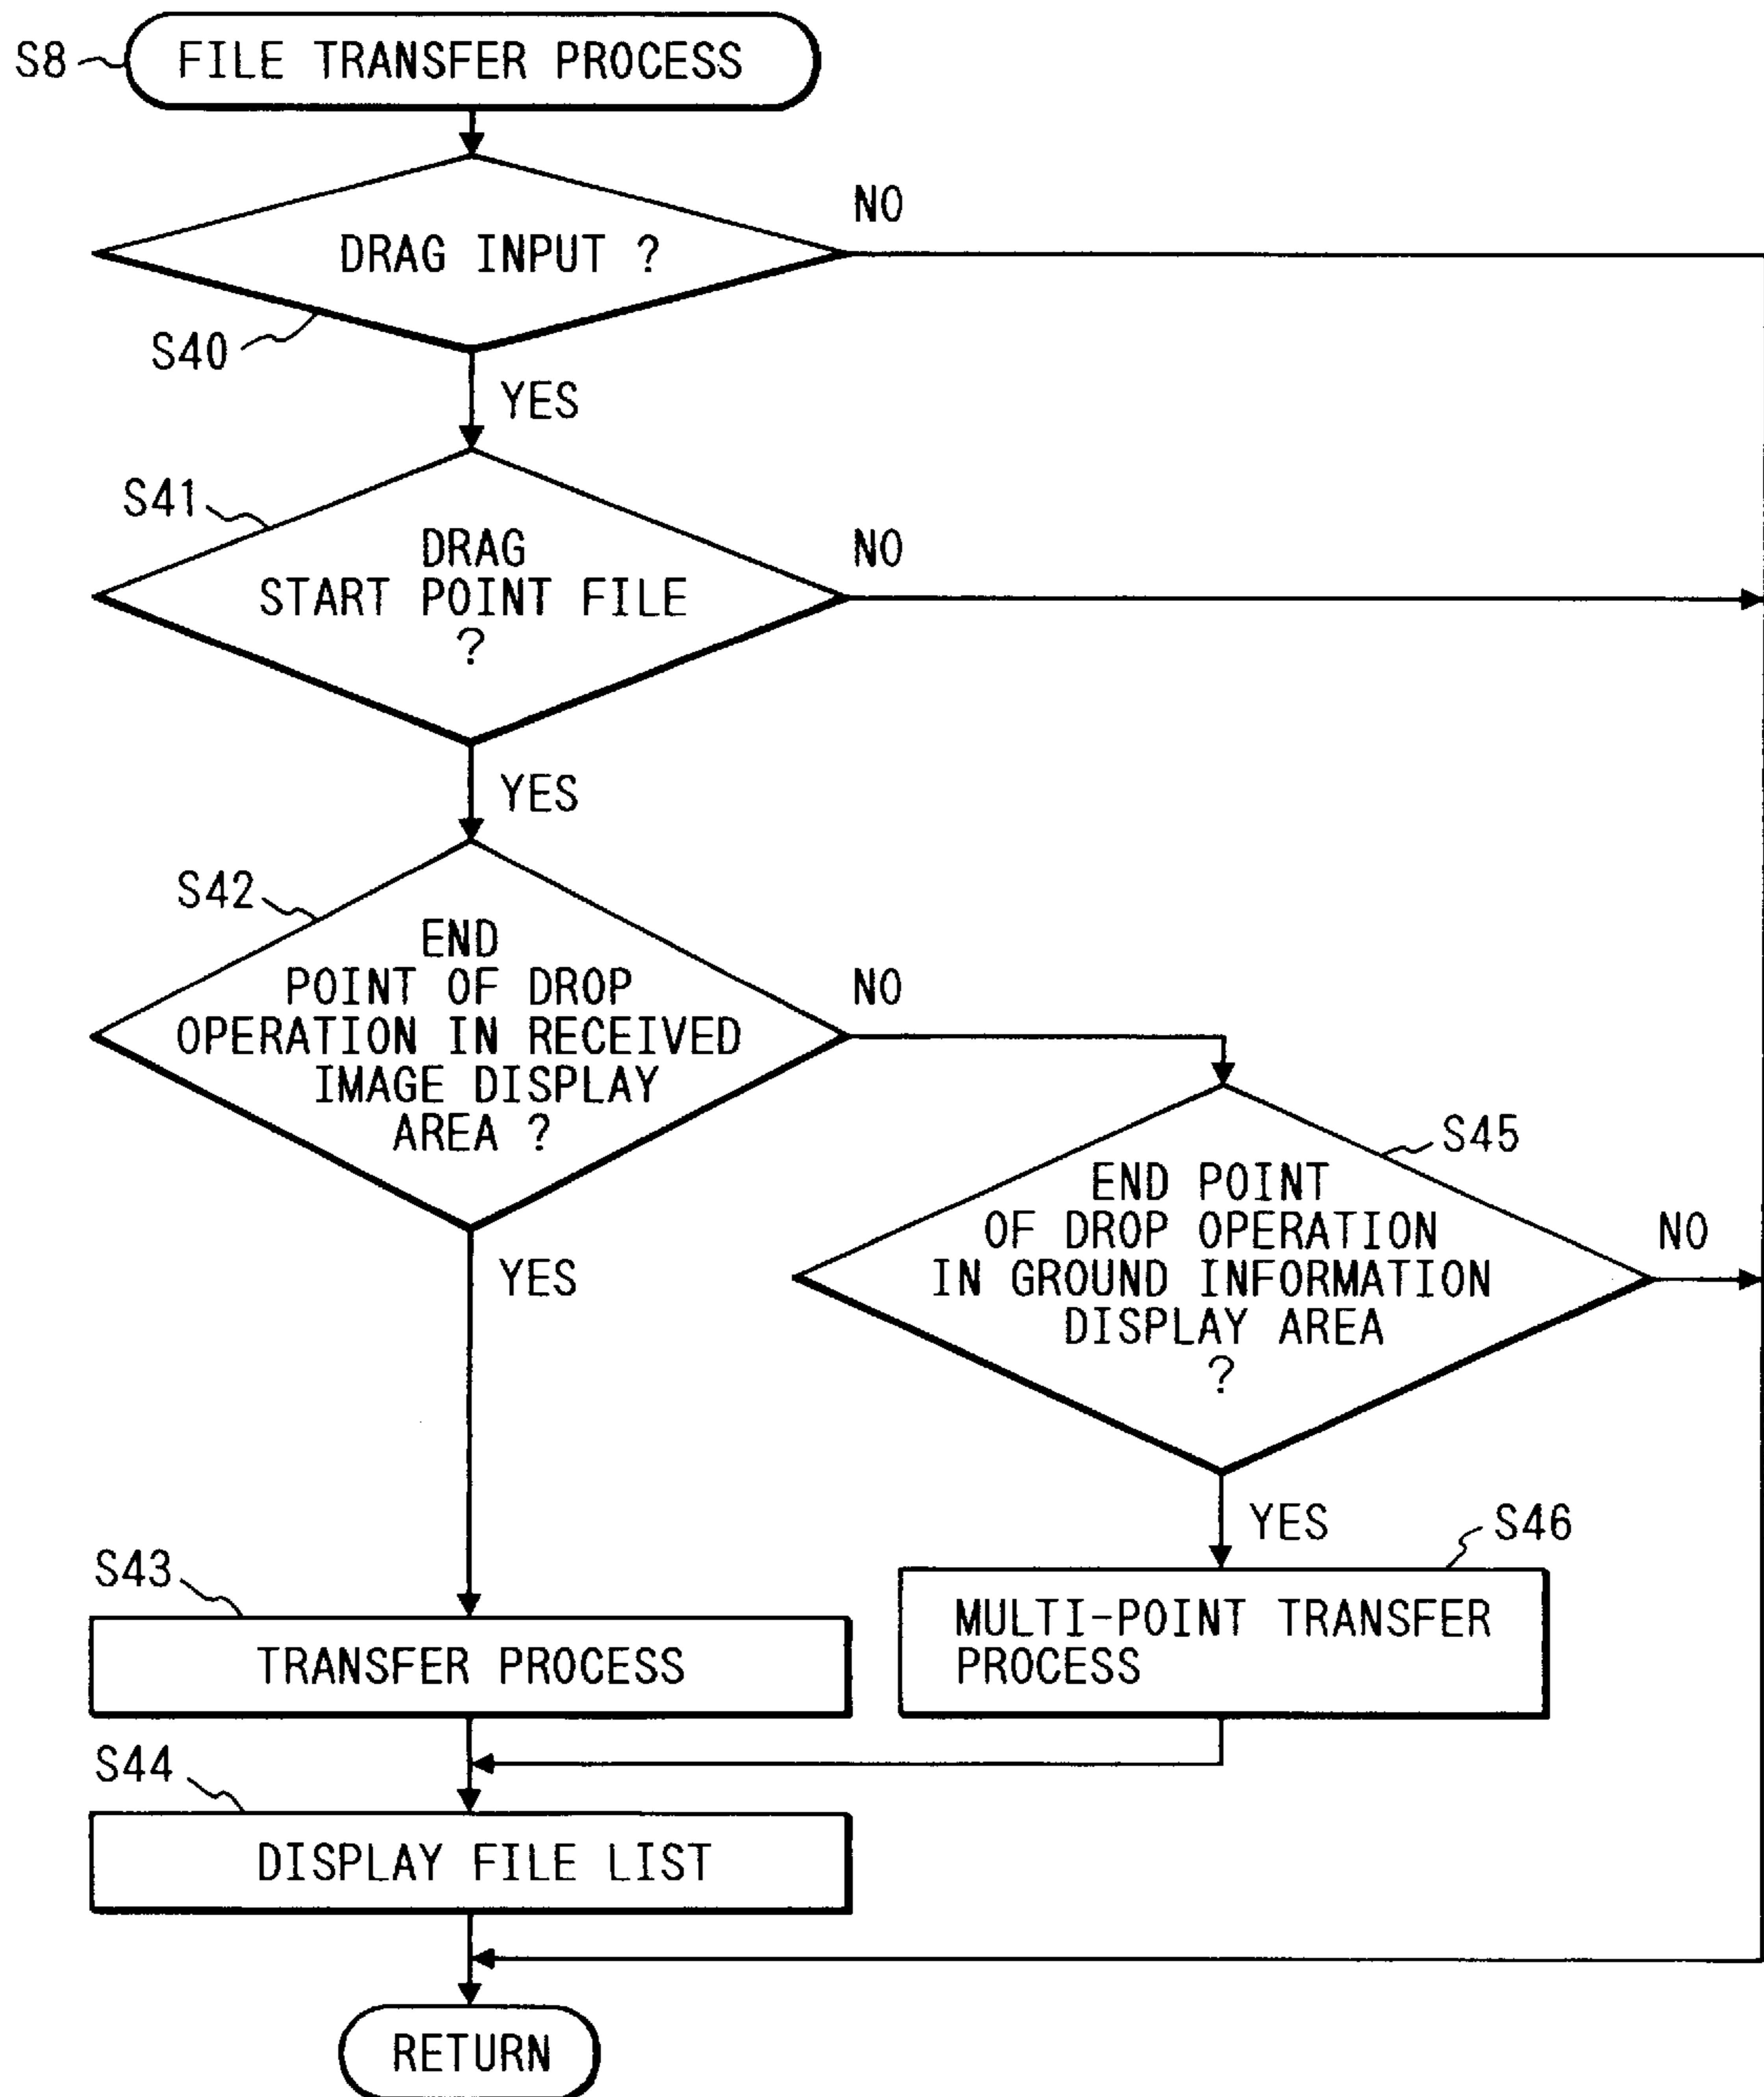 S8
FILE TRANSFER PROCESS
NO
DRAG INPUT ?
S40
YES
S41
DRAG
START POINT FILE
?
NO
YES
S42
END
POINT OF DROP
OPERATION IN RECEIVED
IMAGE DISPLAY
AREA ?
NO
S45
END POINT
OF DROP OPERATION
IN GROUND INFORMATION
DISPLAY AREA
?
NO
YES
YES
S46
MULTI-POINT TRANSFER
PROCESS
S43
TRANSFER PROCESS
S44
DISPLAY FILE LIST
RETURN